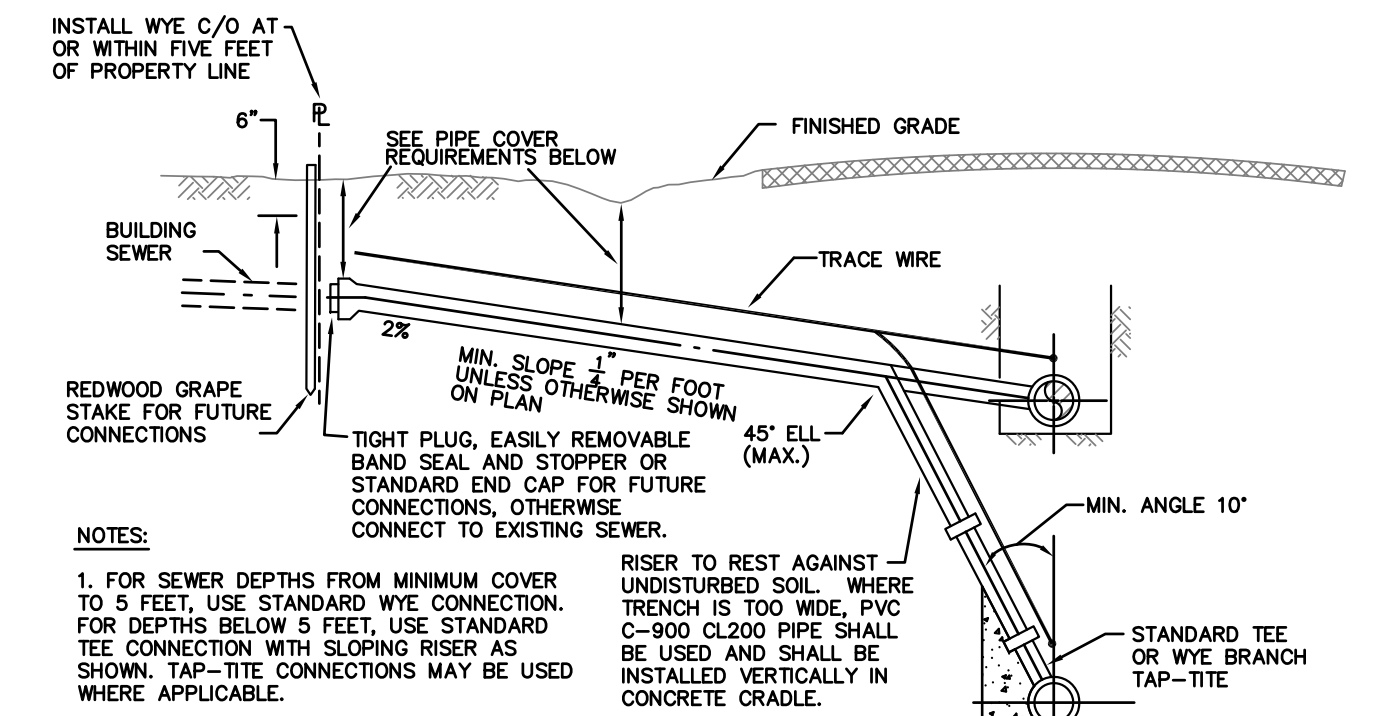 INSTALL WYE C/O AT
OR WITHIN FIVE FEET
OF PROPERTY LINE
PL
6"
SEE PIPE COVER
REQUIREMENTS BELOW
FINISHED GRADE
BUILDING
SEWER
TRACE WIRE
2%
MIN. SLOPE 1/4" PER FOOT
UNLESS OTHERWISE SHOWN
ON PLAN
REDWOOD GRAPE
STAKE FOR FUTURE
CONNECTIONS
TIGHT PLUG, EASILY REMOVABLE
BAND SEAL AND STOPPER OR
STANDARD END CAP FOR FUTURE
CONNECTIONS, OTHERWISE
CONNECT TO EXISTING SEWER.
45° ELL
(MAX.)
MIN. ANGLE 10°
NOTES:
1. FOR SEWER DEPTHS FROM MINIMUM COVER
TO 5 FEET, USE STANDARD WYE CONNECTION.
FOR DEPTHS BELOW 5 FEET, USE STANDARD
TEE CONNECTION WITH SLOPING RISER AS
SHOWN. TAP-TITE CONNECTIONS MAY BE USED
WHERE APPLICABLE.
RISER TO REST AGAINST
UNDISTURBED SOIL. WHERE
TRENCH IS TOO WIDE, PVC
C-900 CL200 PIPE SHALL
BE USED AND SHALL BE
INSTALLED VERTICALLY IN
CONCRETE CRADLE.
STANDARD TEE
OR WYE BRANCH
TAP-TITE